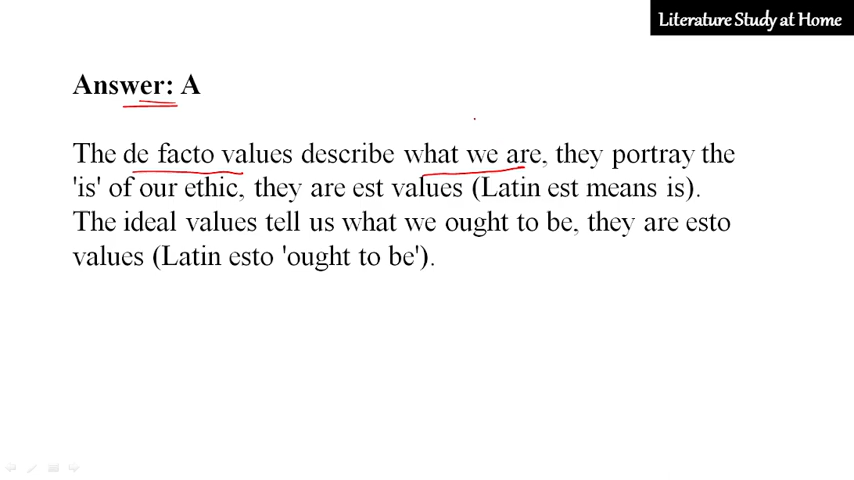 Literature Study at Home
Answer: A
The de facto values describe what we are, they portray the
'is' of our ethic, they are est values (Latin est means is).
The ideal values tell us what we ought to be, they are esto
values (Latin esto 'ought to be').